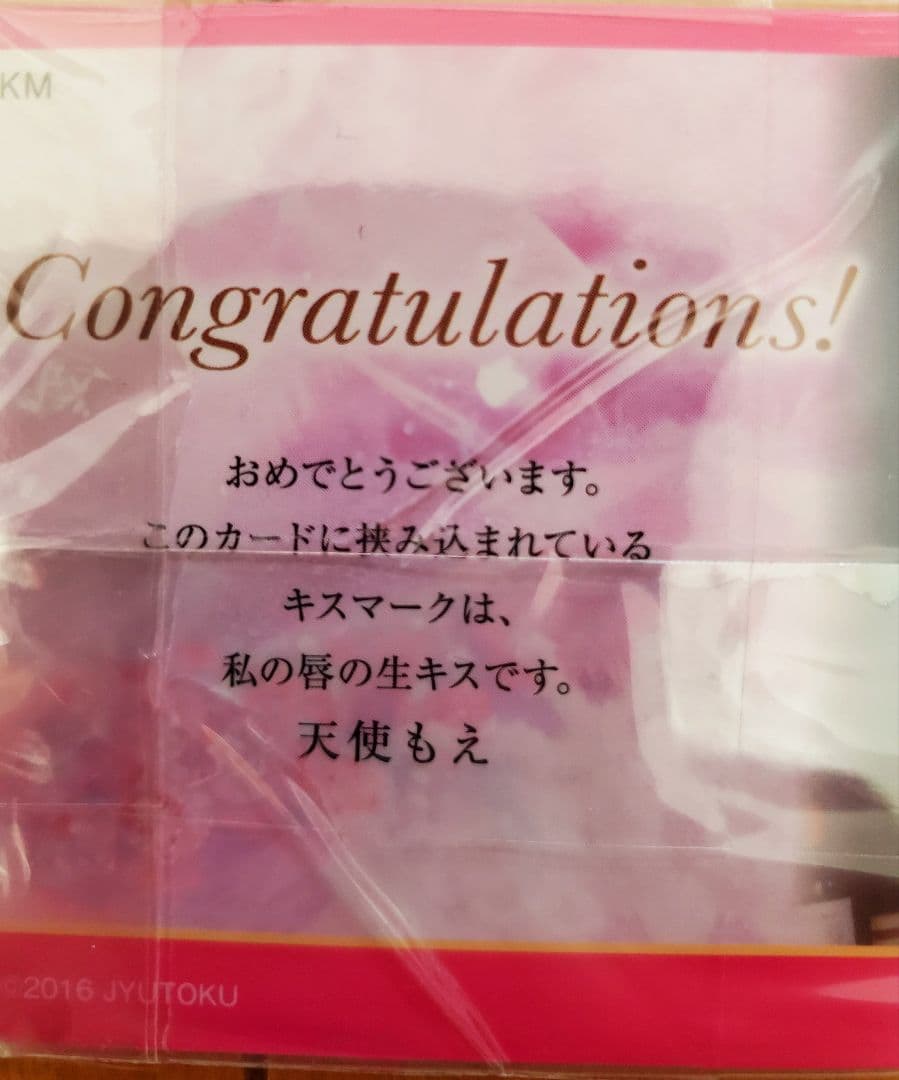 KM
Congratulations!
おめでとうございます。
このカードに挟み込まれている
キスマークは、
私の唇の生キスです。
天使もえ
©2016 JYUTOKU